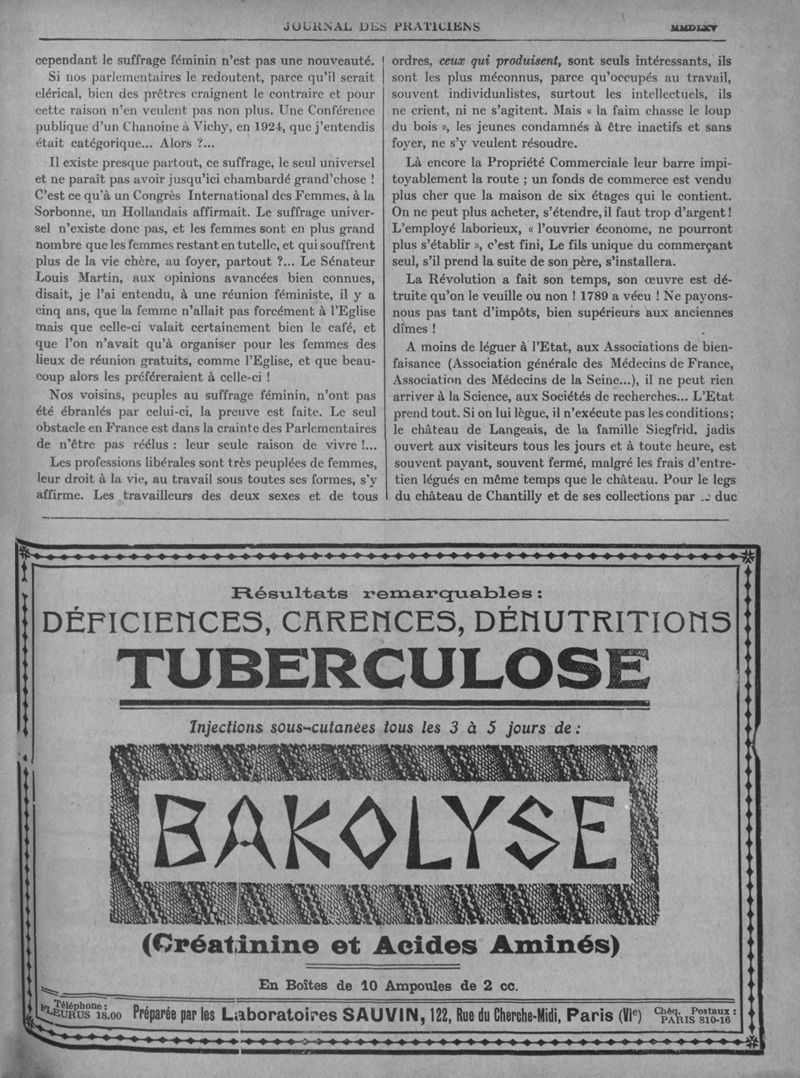 JOURNAL DES PRATICIENS
MMDLXV
cependant le suffrage féminin n'est pas une nouveauté.
Si nos parlementaires le redoutent, parce qu'il serait
clérical, bien des prêtres craignent le contraire et pour
cette raison n'en veulent pas non plus. Une Conférence
publique d'un Chanoine à Vichy, en 1924, que j'entendis
était catégorique... Alors ?...
Il existe presque partout, ce suffrage, le seul universel
et ne paraît pas avoir jusqu'ici chambardé grand'chose !
C'est ce qu'à un Congrès International des Femmes, à la
Sorbonne, un Hollandais affirmait. Le suffrage univer-
sel n'existe donc pas, et les femmes sont en plus grand
nombre que les femmes restant en tutelle, et qui souffrent
plus de la vie chère, au foyer, partout ?... Le Sénateur
Louis Martin, aux opinions avancées bien connues,
disait, je l'ai entendu, à une réunion féministe, il y a
cinq ans, que la femme n'allait pas forcément à l'Eglise
mais que celle-ci valait certainement bien le café, et
que l'on n'avait qu'à organiser pour les femmes des
lieux de réunion gratuits, comme l'Eglise, et que beau-
coup alors les préféreraient à celle-ci !
Nos voisins, peuples au suffrage féminin, n'ont pas
été ébranlés par celui-ci, la preuve est faite. Le seul
obstacle en France est dans la crainte des Parlementaires
de n'être pas réélus : leur seule raison de vivre !...
Les professions libérales sont très peuplées de femmes,
leur droit à la vie, au travail sous toutes ses formes, s'y
affirme. Les travailleurs des deux sexes et de tous
ordres, ceux qui produisent, sont seuls intéressants, ils
sont les plus méconnus, parce qu'occupés au travail,
souvent individualistes, surtout les intellectuels, ils
ne crient, ni ne s'agitent. Mais « la faim chasse le loup
du bois », les jeunes condamnés à être inactifs et sans
foyer, ne s'y veulent résoudre.
Là encore la Propriété Commerciale leur barre impi-
toyablement la route ; un fonds de commerce est vendu
plus cher que la maison de six étages qui le contient.
On ne peut plus acheter, s'étendre, il faut trop d'argent !
L'employé laborieux, « l'ouvrier économe, ne pourront
plus s'établir », c'est fini, Le fils unique du commerçant
seul, s'il prend la suite de son père, s'installera.
La Révolution a fait son temps, son œuvre est dé-
truite qu'on le veuille ou non ! 1789 a vécu ! Ne payons-
nous pas tant d'impôts, bien supérieurs aux anciennes
dîmes !
A moins de léguer à l'Etat, aux Associations de bien-
faisance (Association générale des Médecins de France,
Association des Médecins de la Seine...), il ne peut rien
arriver à la Science, aux Sociétés de recherches... L'Etat
prend tout. Si on lui lègue, il n'exécute pas les conditions ;
le château de Langeais, de la famille Siegfrid, jadis
ouvert aux visiteurs tous les jours et à toute heure, est
souvent payant, souvent fermé, malgré les frais d'entre-
tien légués en même temps que le château. Pour le legs
du château de Chantilly et de ses collections par le duc
Résultats remarquables :
DÉFICIENCES, CARENCES, DÉNUTRITIONS
TUBERCULOSE
Injections sous-cutanées tous les 3 à 5 jours de :
BAKOLYSE
(Créatinine et Acides Aminés)
En Boîtes de 10 Ampoules de 2 cc.
Téléphone :
FLEURUS 18.00
Préparée par les Laboratoires SAUVIN, 122, Rue du Cherche-Midi, Paris (VIe)
Chèq. Postaux :
PARIS 810-16